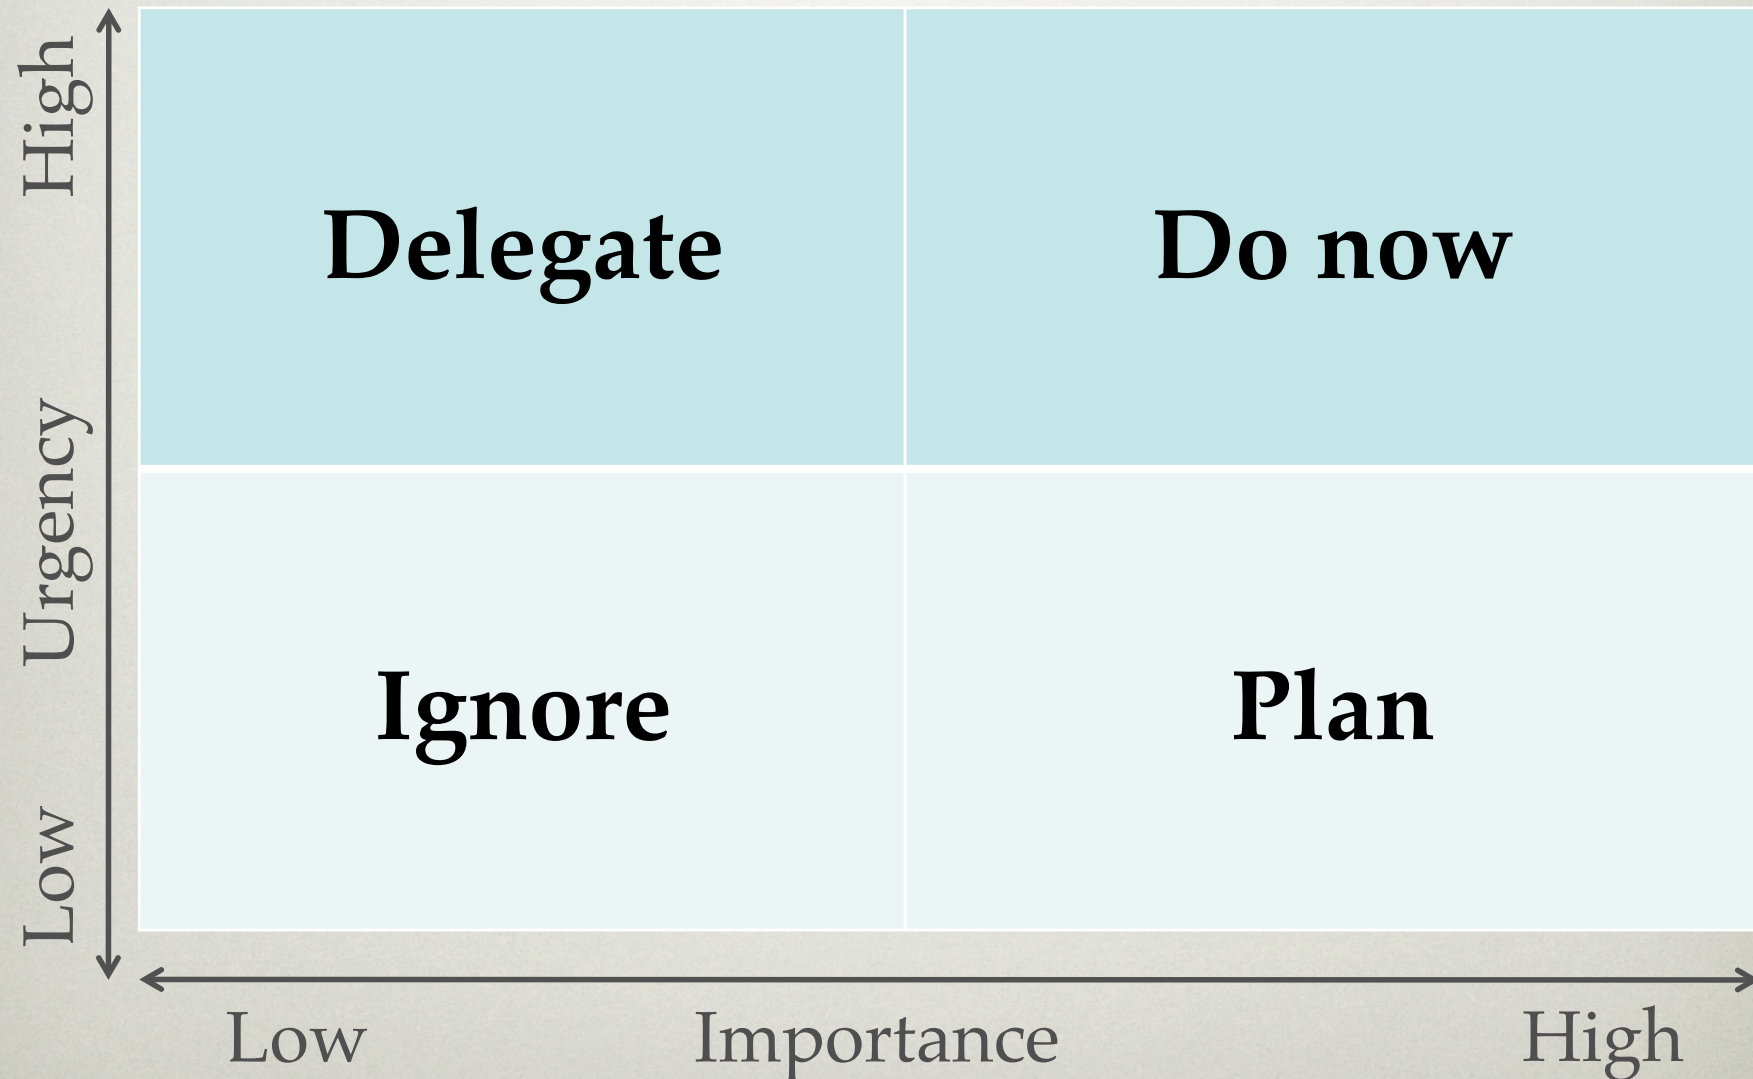 High
Delegate
Do now
Urgency
Ignore
Plan
Low
Low
Importance
High